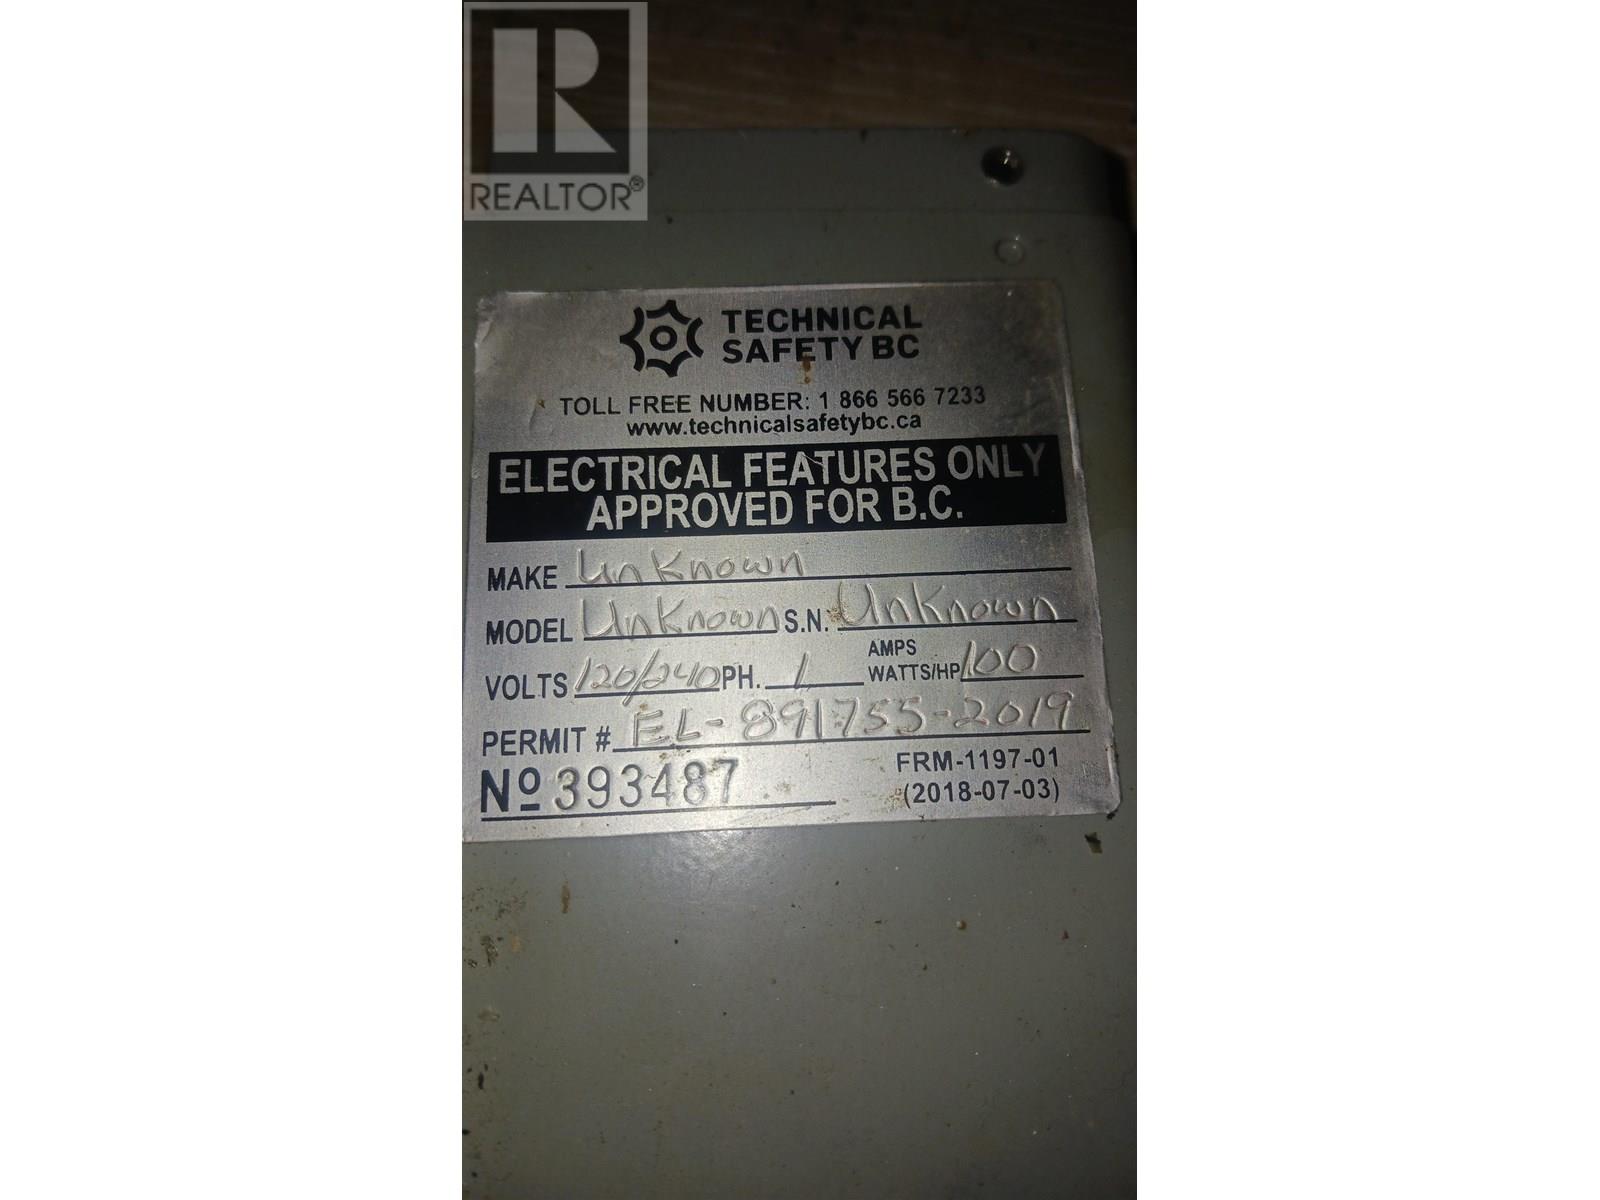 R
REALTOR®
TECHNICAL
SAFETY BC
TOLL FREE NUMBER: 1 866 566 7233
www.technicalsafetybc.ca
ELECTRICAL FEATURES ONLY
APPROVED FOR B.C.
MAKE Unknown
MODEL Unknown S.N. Unknown
VOLTS 120/240 PH. 1 AMPS WATTS/HP 100
PERMIT # EL-891755-2019
Nº 393487
FRM-1197-01
(2018-07-03)